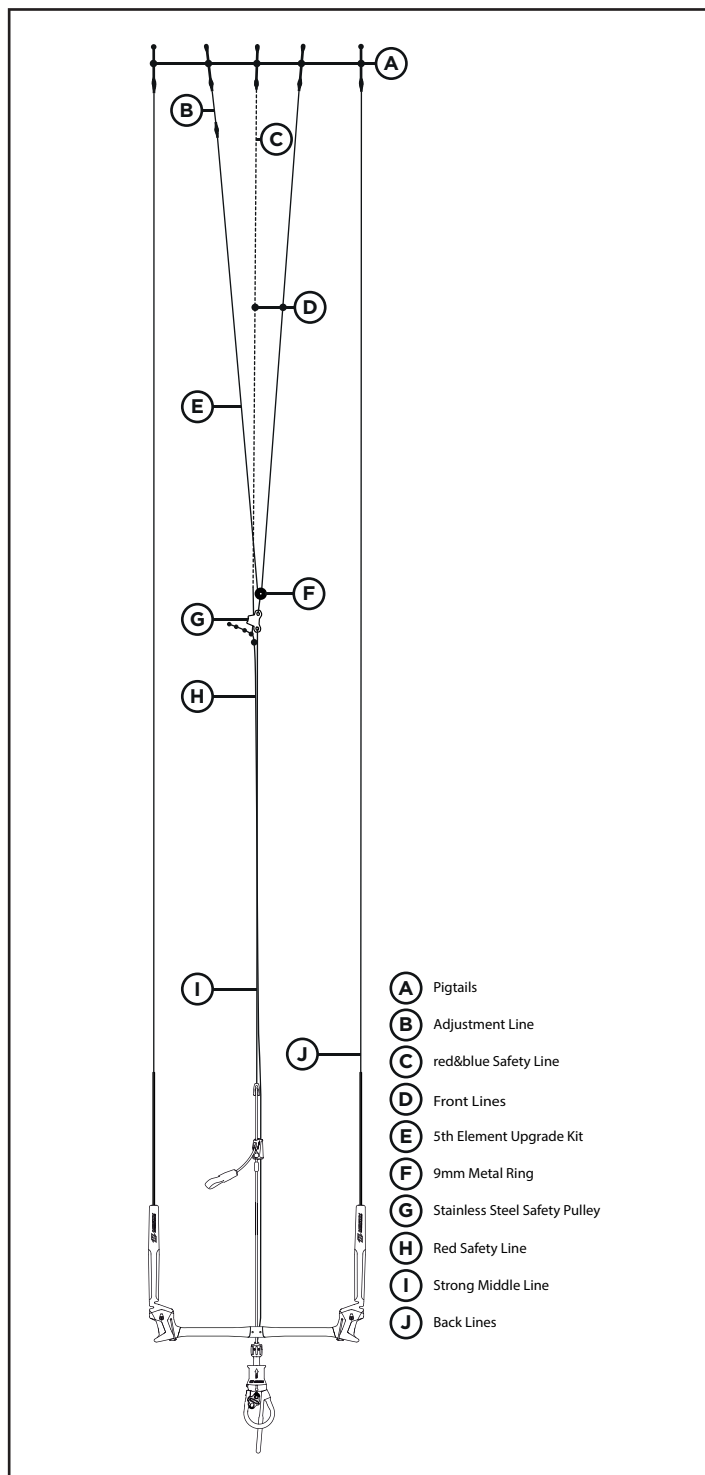 A
B
C
D
E
F
G
H
I
J
A Pigtails
B Adjustment Line
C red&blue Safety Line
D Front Lines
E 5th Element Upgrade Kit
F 9mm Metal Ring
G Stainless Steel Safety Pulley
H Red Safety Line
I Strong Middle Line
J Back Lines